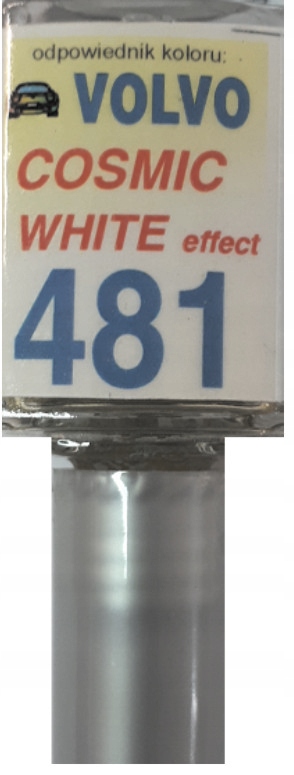 odpowiednik koloru:
VOLVO
COSMIC
WHITE effect
481